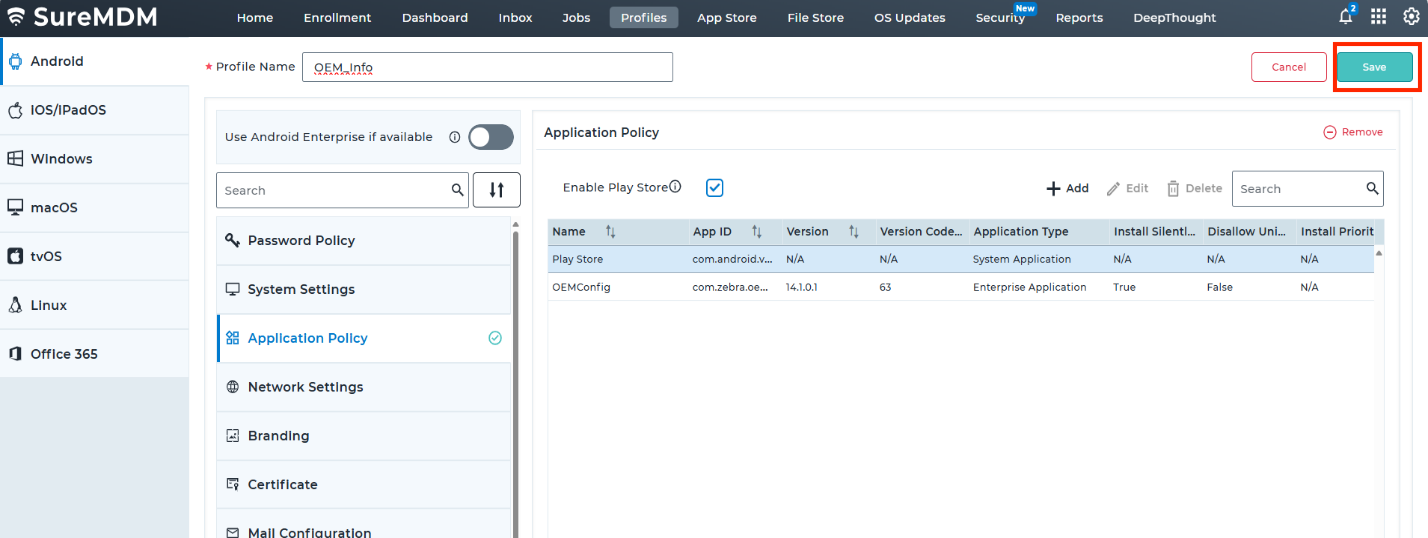 SureMDM Home Enrollment Dashboard Inbox Jobs Profiles App Store File Store OS Updates Security New Reports DeepThought 2
Android
* Profile Name OEM_Info Cancel Save
iOS/iPadOS
Windows
macOS
tvOS
Linux
Office 365
Use Android Enterprise if available
Search
Password Policy
System Settings
Application Policy
Network Settings
Branding
Certificate
Mail Configuration
Application Policy Remove
Enable Play Store Add Edit Delete Search
Name App ID Version Version Code... Application Type Install Silentl... Disallow Uni... Install Priorit
Play Store com.android.v... N/A N/A System Application N/A N/A N/A
OEMConfig com.zebra.oe... 14.1.0.1 63 Enterprise Application True False N/A